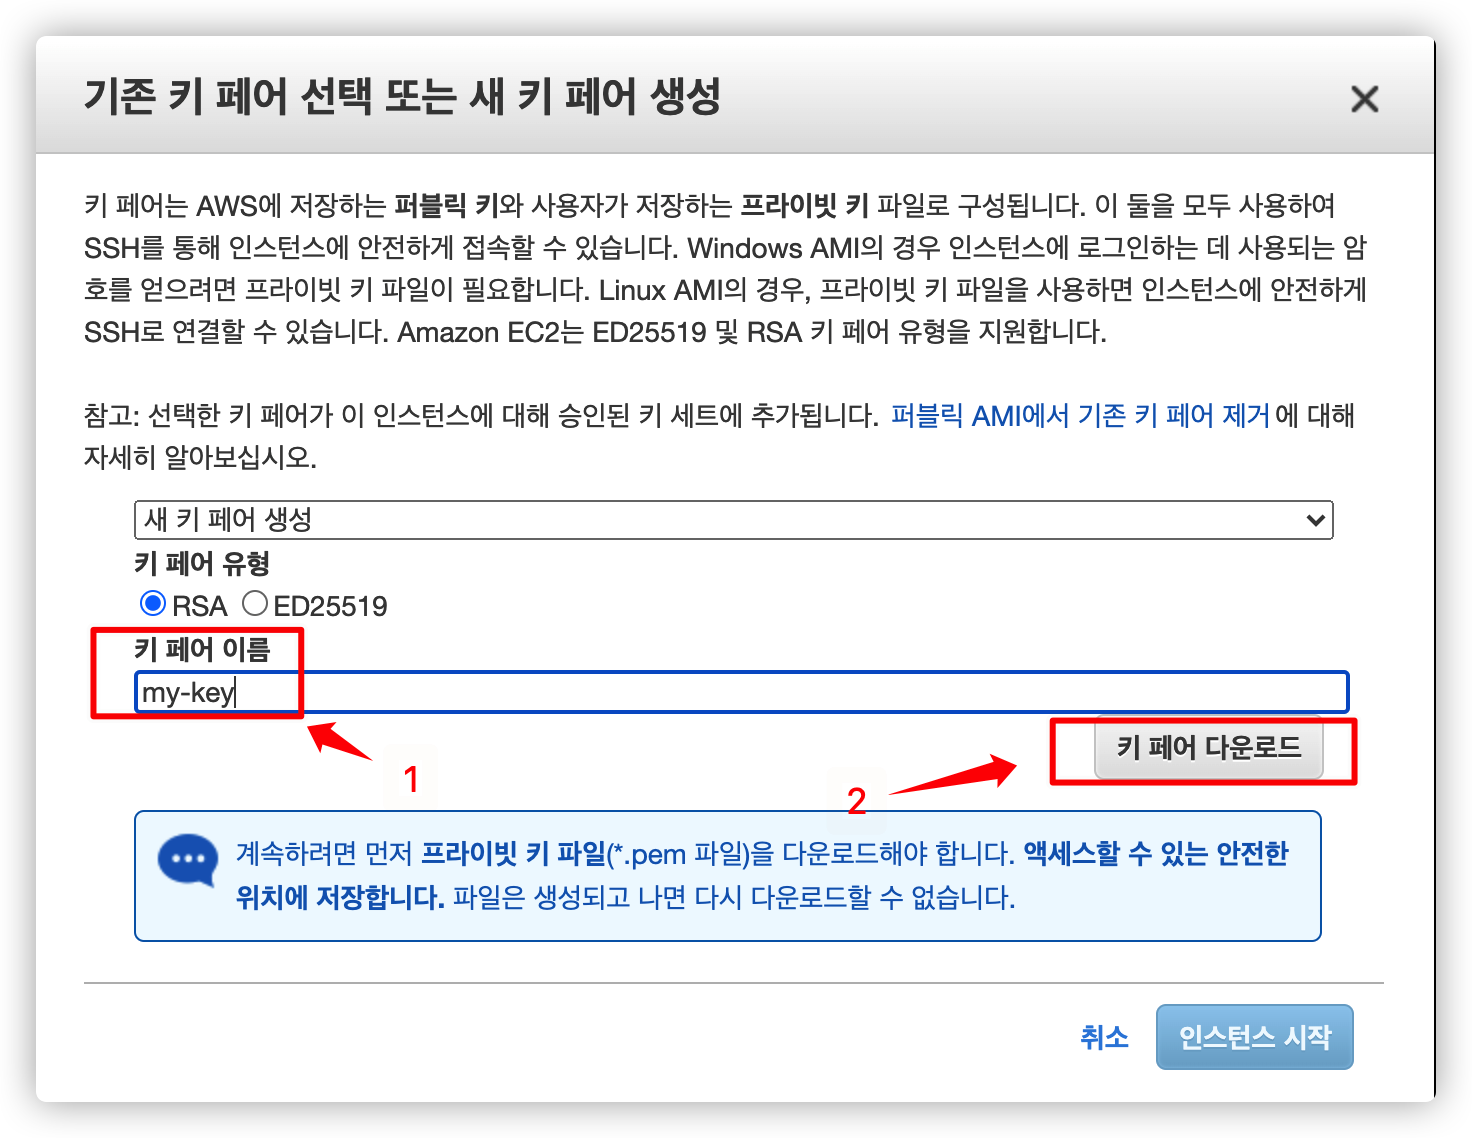 기존 키 페어 선택 또는 새 키 페어 생성
키 페어는 AWS에 저장하는 퍼블릭 키와 사용자가 저장하는 프라이빗 키 파일로 구성됩니다. 이 둘을 모두 사용하여
SSH를 통해 인스턴스에 안전하게 접속할 수 있습니다. Windows AMI의 경우 인스턴스에 로그인하는 데 사용되는 암
호를 얻으려면 프라이빗 키 파일이 필요합니다. Linux AMI의 경우, 프라이빗 키 파일을 사용하면 인스턴스에 안전하게
SSH로 연결할 수 있습니다. Amazon EC2는 ED25519 및 RSA 키 페어 유형을 지원합니다.
참고: 선택한 키 페어가 이 인스턴스에 대해 승인된 키 세트에 추가됩니다. 퍼블릭 AMI에서 기존 키 페어 제거에 대해
자세히 알아보십시오.
새 키 페어 생성
키 페어 유형
RSA ED25519
키 페어 이름
my-key
키 페어 다운로드
1
2
계속하려면 먼저 프라이빗 키 파일(*.pem 파일)을 다운로드해야 합니다. 액세스할 수 있는 안전한
위치에 저장합니다. 파일은 생성되고 나면 다시 다운로드할 수 없습니다.
취소 인스턴스 시작